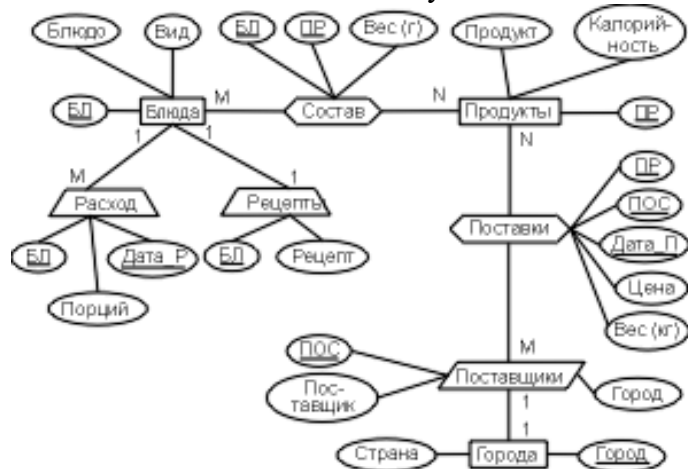 Блюдо
Вид
БЛ
ПР
Вес (г)
Продукт
Калорий-
ность
БЛ
Блюда
М
Состав
N
Продукты
ПР
1
1
N
М
1
Расход
Рецепты
ПР
ПОС
Поставки
Дата_П
БЛ
Дата_Р
БЛ
Рецепт
Цена
Порций
Вес (кг)
ПОС
М
Пос-
тавщик
Поставщики
Город
1
1
Страна
Города
Город